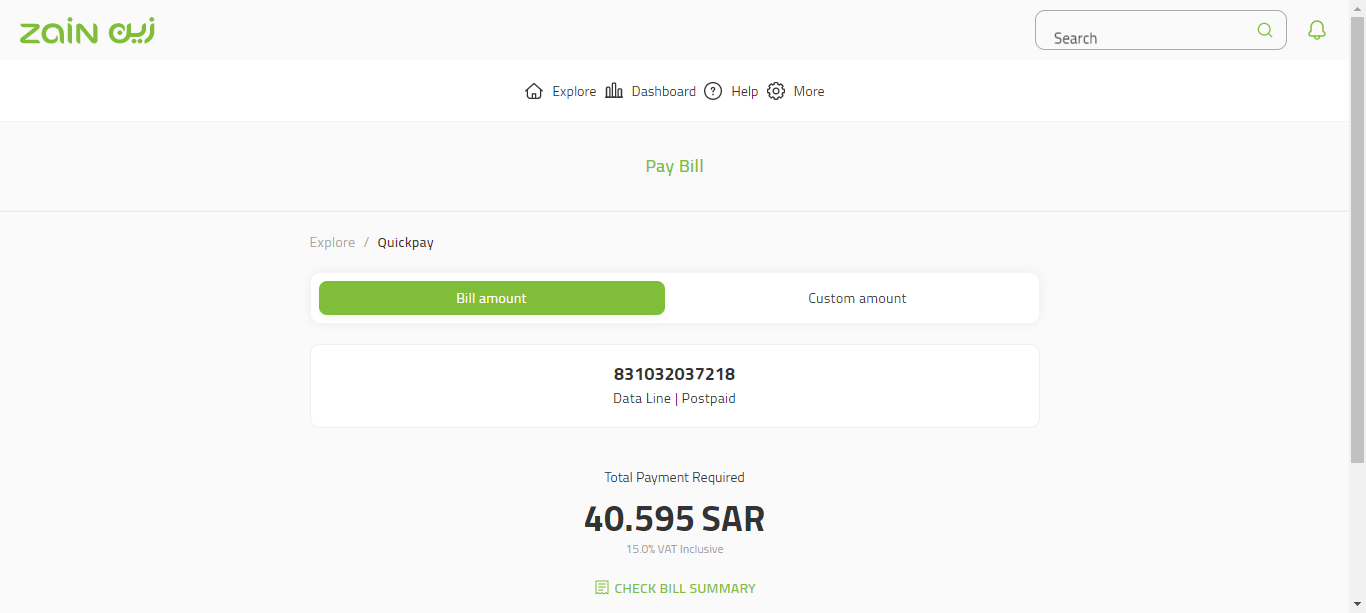 zain زين
Search
Explore Dashboard Help More
Pay Bill
Explore / Quickpay
Bill amount Custom amount
831032037218
Data Line | Postpaid
Total Payment Required
40.595 SAR
15.0% VAT Inclusive
CHECK BILL SUMMARY